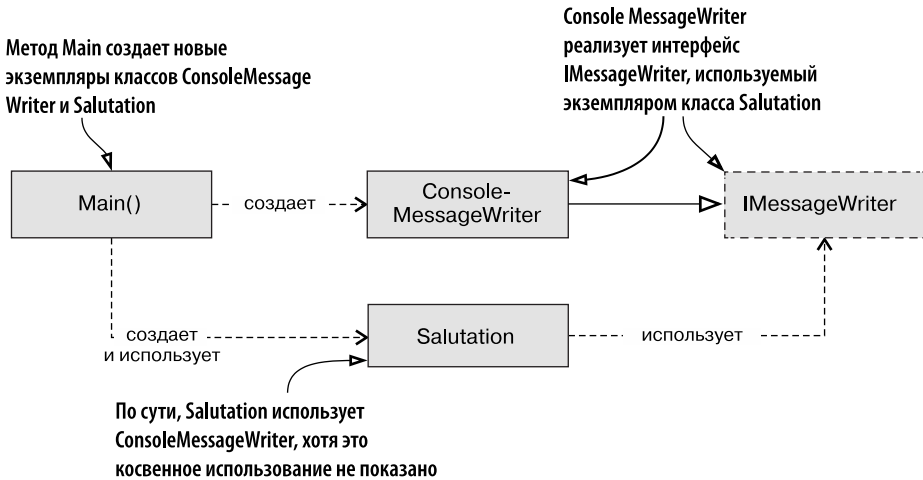 Метод Main создает новые
экземпляры классов ConsoleMessage
Writer и Salutation
Console MessageWriter
реализует интерфейс
IMessageWriter, используемый
экземпляром класса Salutation
Main()
создает
Console-
MessageWriter
IMessageWriter
создает
и использует
Salutation
использует
По сути, Salutation использует
ConsoleMessageWriter, хотя это
косвенное использование не показано